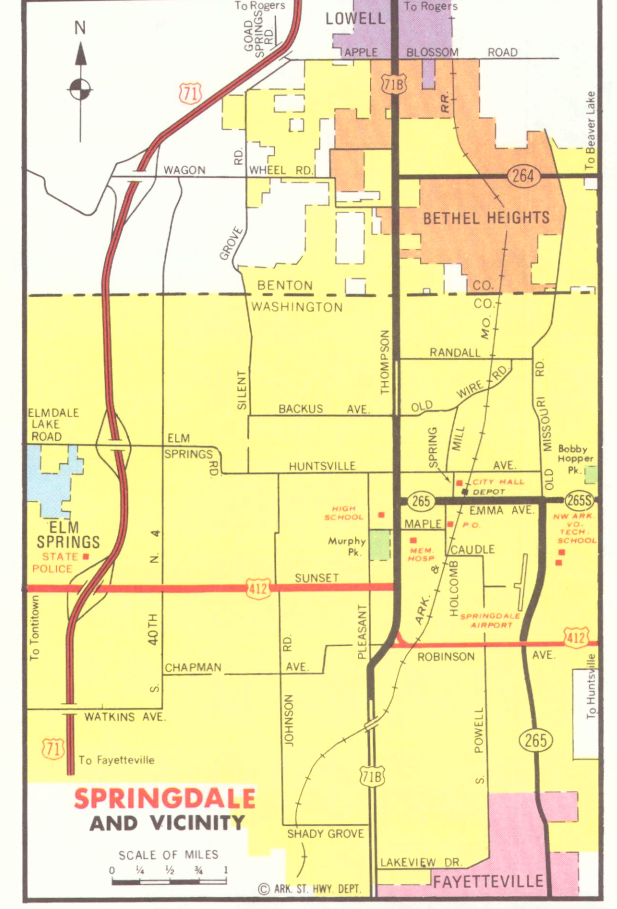 To Rogers
To Rogers
LOWELL
N
GOAD
SPRINGS
RD.
APPLE BLOSSOM ROAD
71
71B
RR.
To Beaver Lake
WAGON WHEEL RD.
RD.
264
BETHEL HEIGHTS
GROVE
BENTON CO.
WASHINGTON CO.
MO.
THOMPSON
RANDALL
SILENT
OLD WIRE RD.
RD.
BACKUS AVE.
ELMDALE
LAKE
ROAD
ELM
SPRINGS
RD
SPRING
MILL
OLD MISSOURI
HUNTSVILLE AVE.
Bobby
Hopper
Pk.
CITY HALL
DEPOT
265
265S
EMMA AVE.
HIGH
SCHOOL
MAPLE
P.O.
NW ARK
VO.
TECH
SCHOOL
ELM
SPRINGS
STATE
POLICE
Murphy
Pk.
MEM.
HOSP.
CAUDLE
N. 4
412
SUNSET
ARK. &
HOLCOMB
SPRINGDALE
AIRPORT
To Tontitown
S. 40TH
PLEASANT
412
ROBINSON AVE.
CHAPMAN AVE.
RD.
JOHNSON
To Huntsville
WATKINS AVE.
S. POWELL
71
To Fayetteville
265
71B
SPRINGDALE
AND VICINITY
SHADY GROVE
SCALE OF MILES
0 ¼ ½ ¾ 1
LAKEVIEW DR.
FAYETTEVILLE
© ARK. ST. HWY. DEPT.